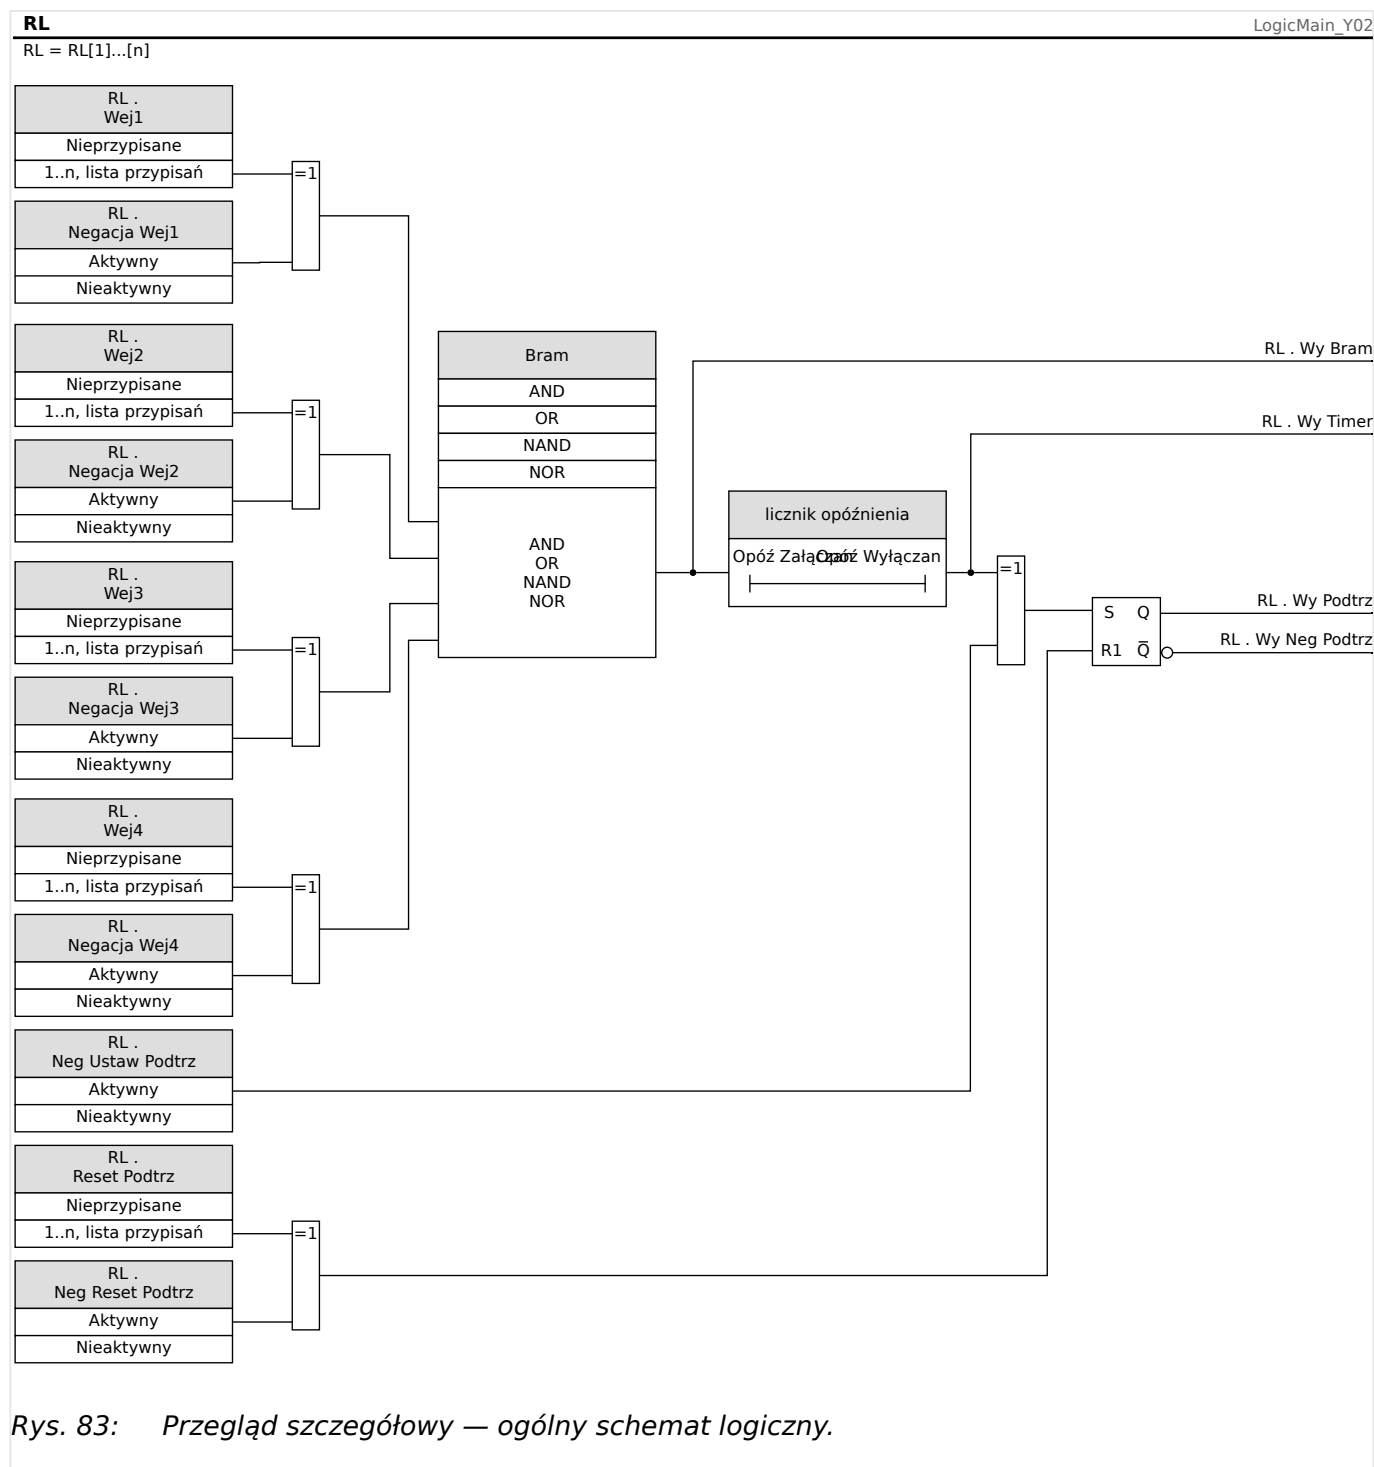 RL
LogicMain_Y02
RL = RL[1]...[n]
RL .
Wej1
Nieprzypisane
1..n, lista przypisań
=1
RL .
Negacja Wej1
Aktywny
Nieaktywny
RL .
Wej2
Nieprzypisane
1..n, lista przypisań
=1
RL .
Negacja Wej2
Aktywny
Nieaktywny
RL .
Wej3
Nieprzypisane
1..n, lista przypisań
=1
RL .
Negacja Wej3
Aktywny
Nieaktywny
RL .
Wej4
Nieprzypisane
1..n, lista przypisań
=1
RL .
Negacja Wej4
Aktywny
Nieaktywny
RL .
Neg Ustaw Podtrz
Aktywny
Nieaktywny
RL .
Reset Podtrz
Nieprzypisane
1..n, lista przypisań
=1
RL .
Neg Reset Podtrz
Aktywny
Nieaktywny
Bram
AND
OR
NAND
NOR
AND
OR
NAND
NOR
licznik opóźnienia
Opóź Załączan
Opóź Wyłączan
=1
S Q
R1 Q̅
RL . Wy Bram
RL . Wy Timer
RL . Wy Podtrz
RL . Wy Neg Podtrz
Rys. 83: Przegląd szczegółowy — ogólny schemat logiczny.